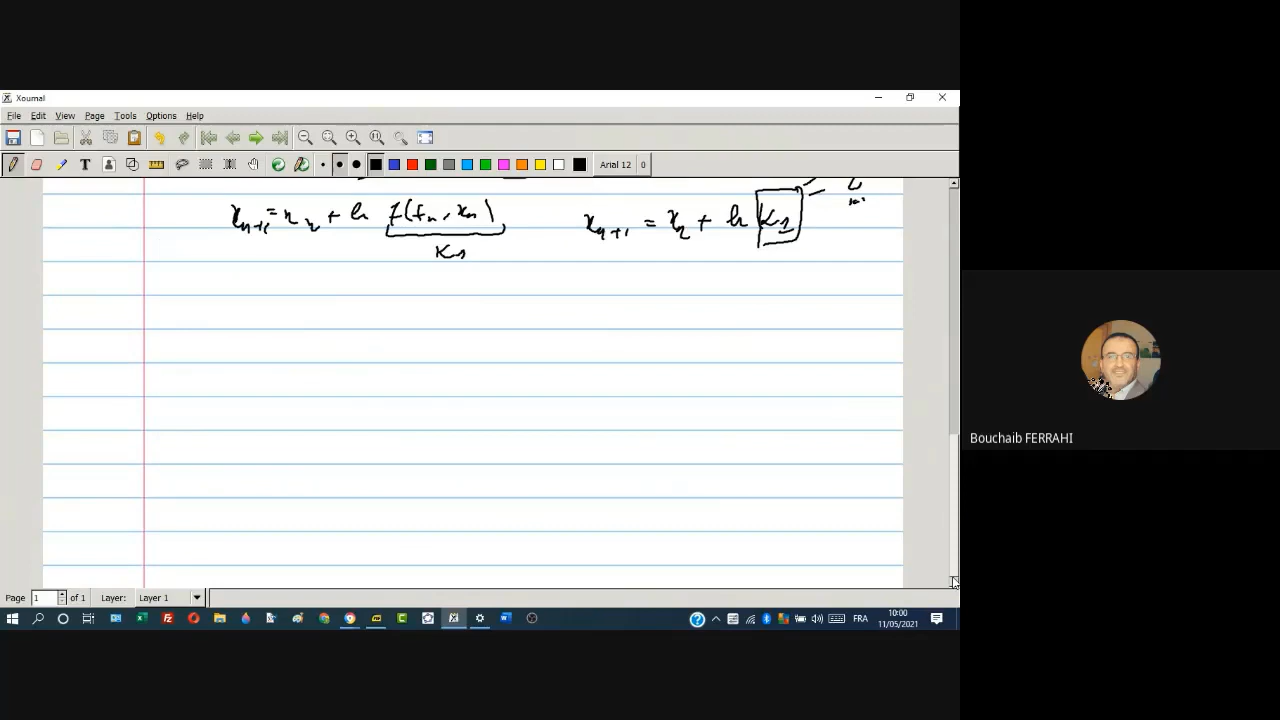 Xournal
File Edit View Page Tools Options Help
Arial 12 0
x_{n+1} = x_n + h f(t_n, x_n) x_{n+1} = x_n + h K_2
K_1
Bouchaib FERRAHI
Page 1 of 1 Layer: Layer 1
FRA 10:00
11/05/2021